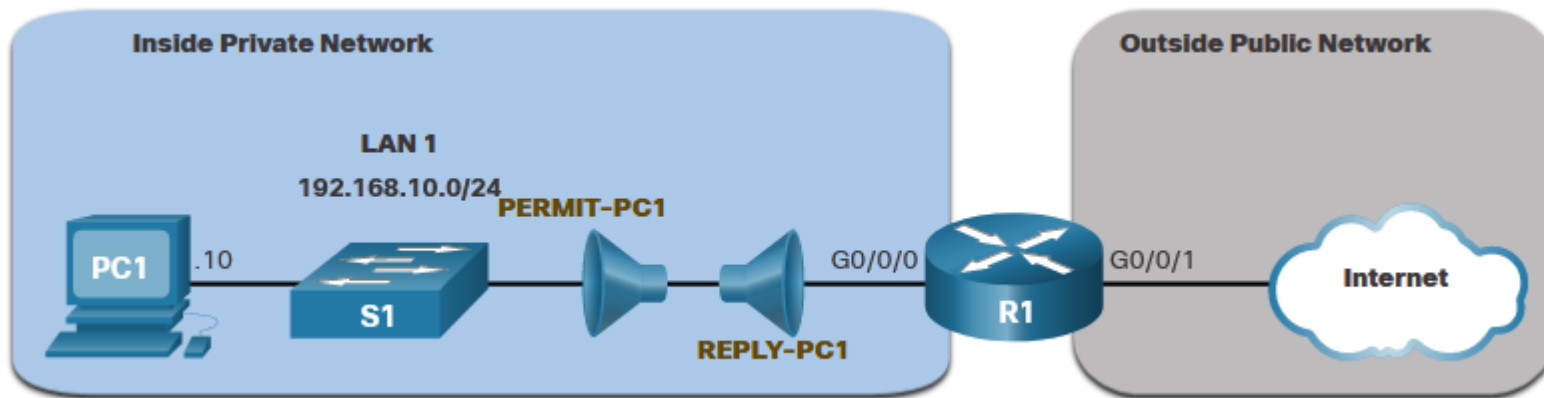 Inside Private Network
Outside Public Network
LAN 1
192.168.10.0/24
PERMIT-PC1
PC1
.10
S1
REPLY-PC1
G0/0/0
R1
G0/0/1
Internet